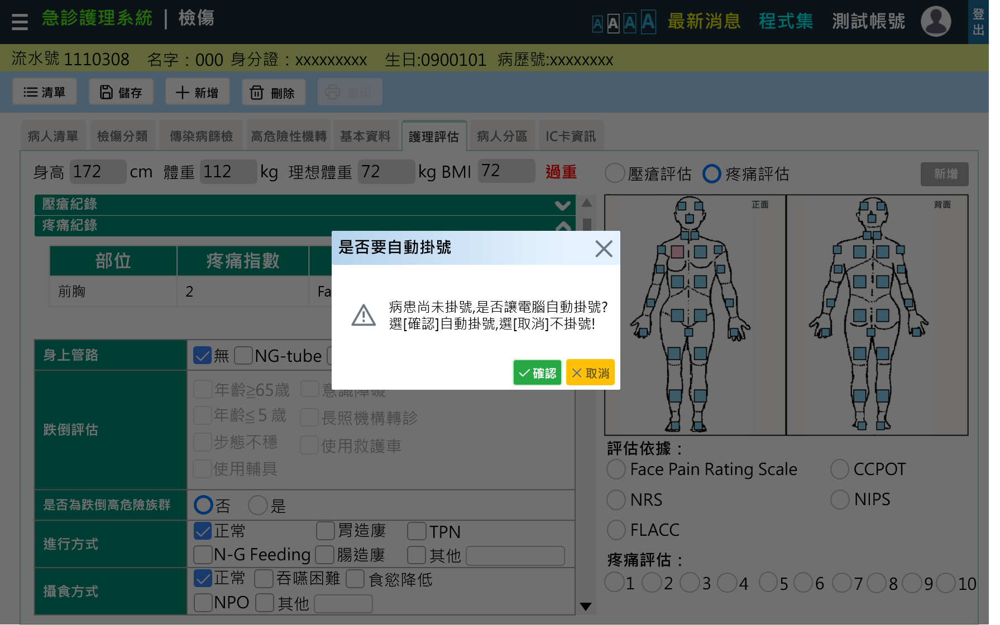 急診護理系統 | 檢傷
A A A A 最新消息 程式集 測試帳號 登出
流水號 1110308 名字：000 身分證：xxxxxxxxx 生日:0900101 病歷號:xxxxxxxx
清單 儲存 新增 刪除 重印
病人清單 檢傷分類 傳染病篩檢 高危險性機轉 基本資料 護理評估 病人分區 IC卡資訊
身高 172 cm 體重 112 kg 理想體重 72 kg BMI 72 過重
壓瘡評估 疼痛評估 新增
壓瘡紀錄
疼痛紀錄
部位 疼痛指數
前胸 2 Fa
正面 背面
是否要自動掛號
病患尚未掛號,是否讓電腦自動掛號?
選[確認]自動掛號,選[取消]不掛號!
確認 取消
身上管路 無 NG-tube
跌倒評估
年齡≧65歲 意識障礙
年齡≦5 歲 長照機構轉診
步態不穩 使用救護車
使用輔具
是否為跌倒高危險族群 否 是
進行方式
正常 胃造廔 TPN
N-G Feeding 腸造廔 其他
攝食方式
正常 吞嚥困難 食慾降低
NPO 其他
評估依據：
Face Pain Rating Scale CCPOT
NRS NIPS
FLACC
疼痛評估：
1 2 3 4 5 6 7 8 9 10